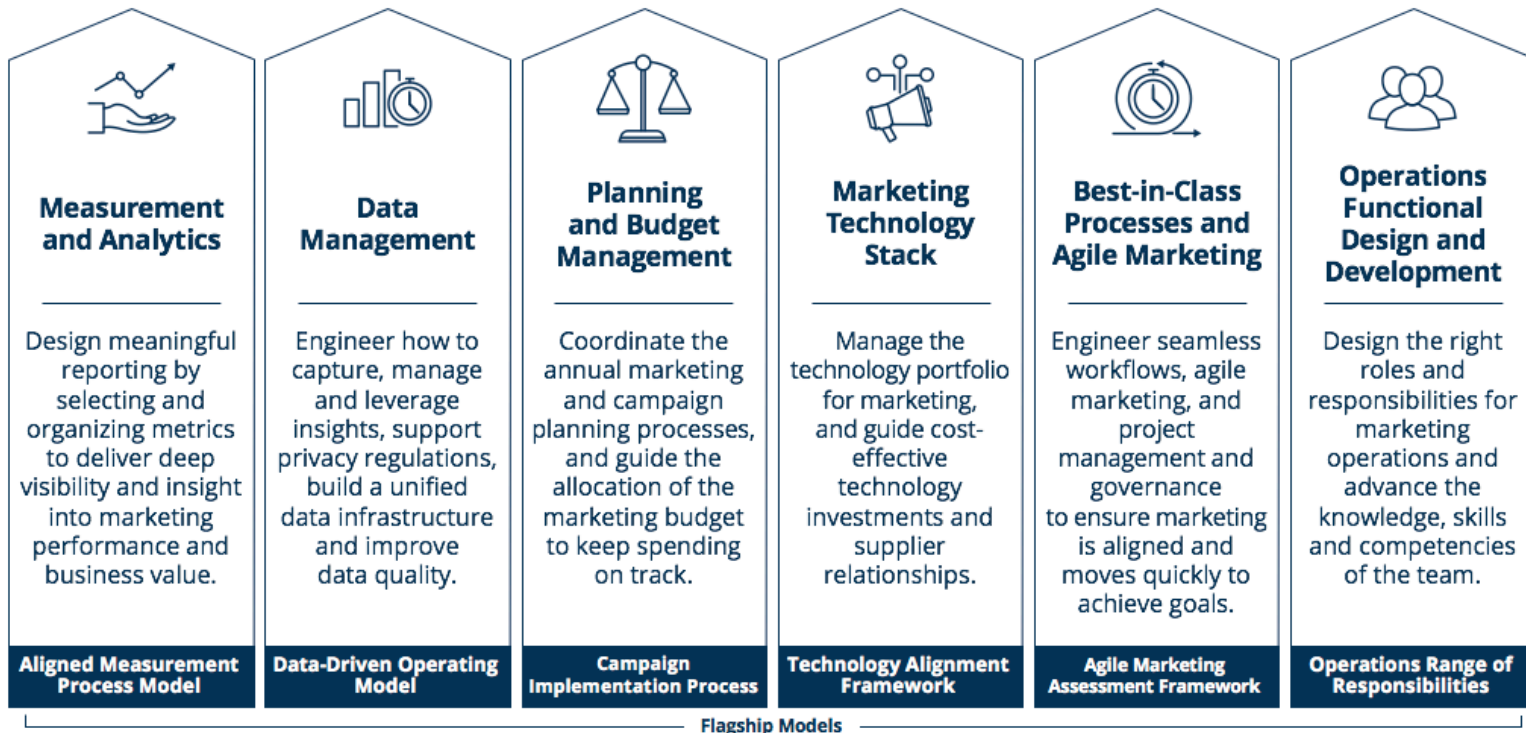 Measurement
and Analytics
Design meaningful
reporting by
selecting and
organizing metrics
to deliver deep
visibility and insight
into marketing
performance and
business value.
Aligned Measurement
Process Model
Data
Management
Engineer how to
capture, manage
and leverage
insights, support
privacy regulations,
build a unified
data infrastructure
and improve
data quality.
Data-Driven Operating
Model
Planning
and Budget
Management
Coordinate the
annual marketing
and campaign
planning processes,
and guide the
allocation of the
marketing budget
to keep spending
on track.
Campaign
Implementation Process
Marketing
Technology
Stack
Manage the
technology portfolio
for marketing,
and guide cost-
effective
technology
investments and
supplier
relationships.
Technology Alignment
Framework
Best-in-Class
Processes and
Agile Marketing
Engineer seamless
workflows, agile
marketing, and
project
management and
governance
to ensure marketing
is aligned and
moves quickly to
achieve goals.
Agile Marketing
Assessment Framework
Operations
Functional
Design and
Development
Design the right
roles and
responsibilities for
marketing
operations and
advance the
knowledge, skills
and competencies
of the team.
Operations Range of
Responsibilities
Flagship Models